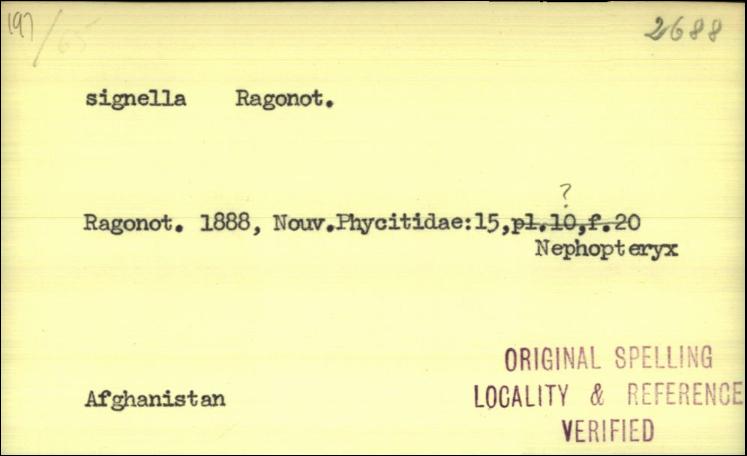 197/65
2688
signella Ragonot.
?
Ragonot. 1888, Nouv.Phycitidae:15,pl.10,f.20
Nephopteryx
ORIGINAL SPELLING
Afghanistan
LOCALITY & REFERENCE
VERIFIED